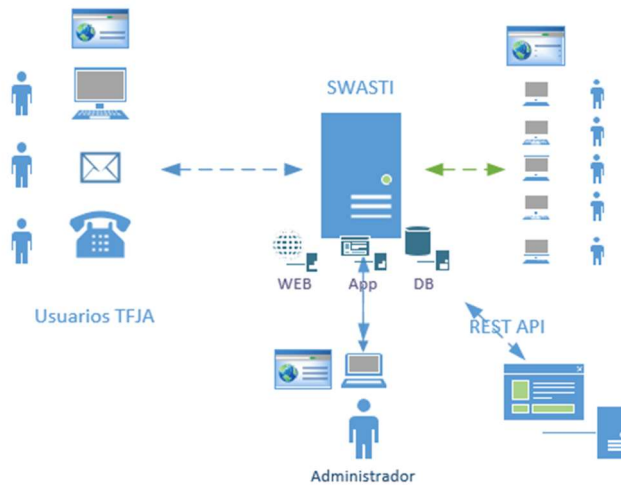 SWASTI
WEB
App
DB
Usuarios TFJA
REST API
Administrador